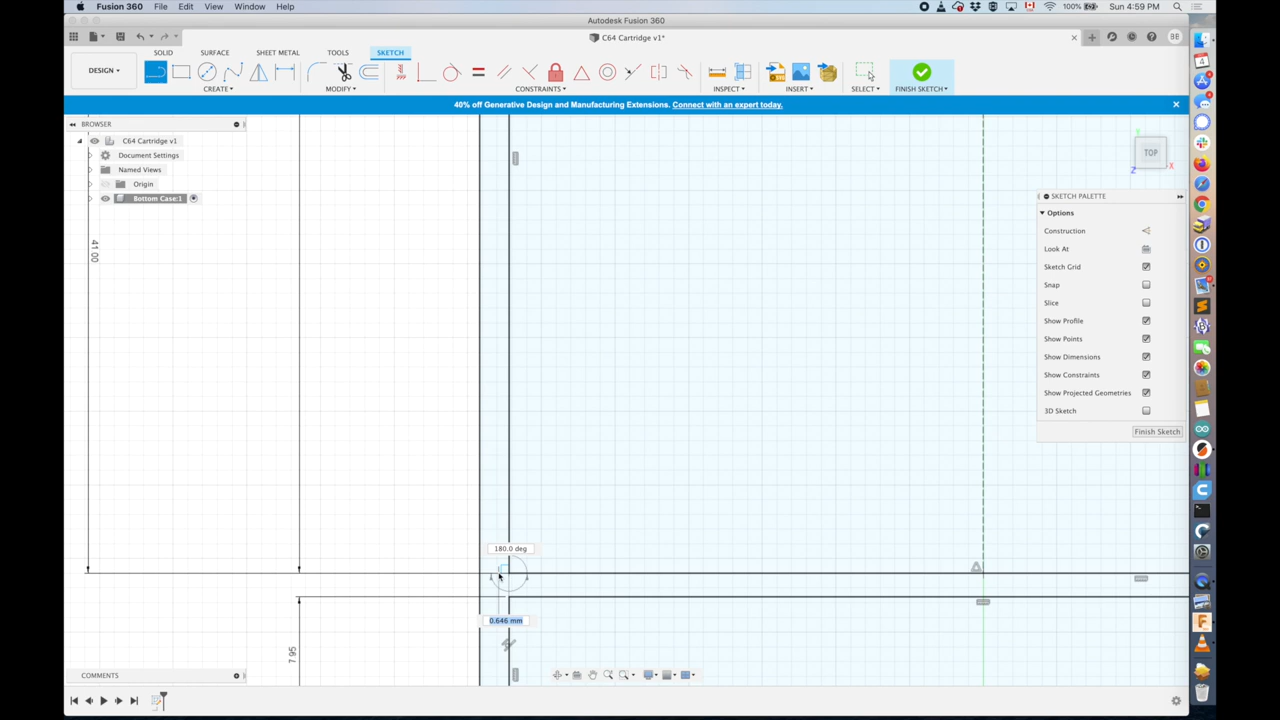 Fusion 360 File Edit View Window Help
100% Sun 4:59 PM
Autodesk Fusion 360
C64 Cartridge v1*
BB
SOLID SURFACE SHEET METAL TOOLS SKETCH
DESIGN
CREATE MODIFY CONSTRAINTS INSPECT INSERT SELECT FINISH SKETCH
40% off Generative Design and Manufacturing Extensions. Connect with an expert today.
BROWSER
C64 Cartridge v1
Document Settings
Named Views
Origin
Bottom Case:1
TOP
Y
X
Z
SKETCH PALETTE
Options
Construction
Look At
Sketch Grid
Snap
Slice
Show Profile
Show Points
Show Dimensions
Show Constraints
Show Projected Geometries
3D Sketch
Finish Sketch
41.00
180.0 deg
0.646 mm
7.95
COMMENTS